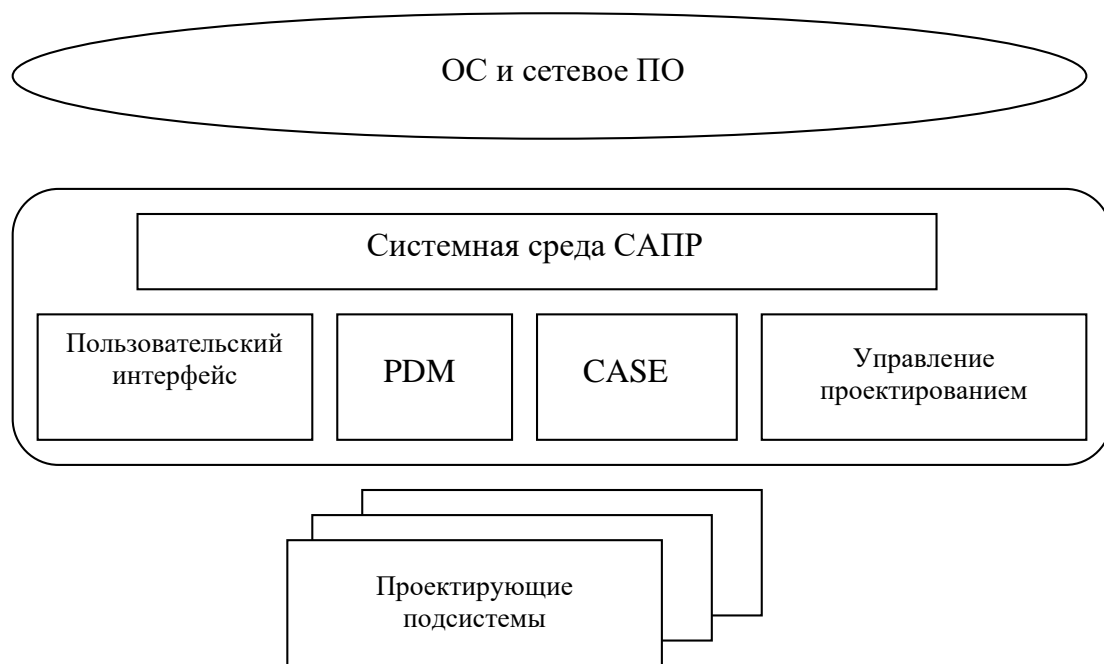 ОС и сетевое ПО
Системная среда САПР
Пользовательский
интерфейс
PDM
CASE
Управление
проектированием
Проектирующие
подсистемы